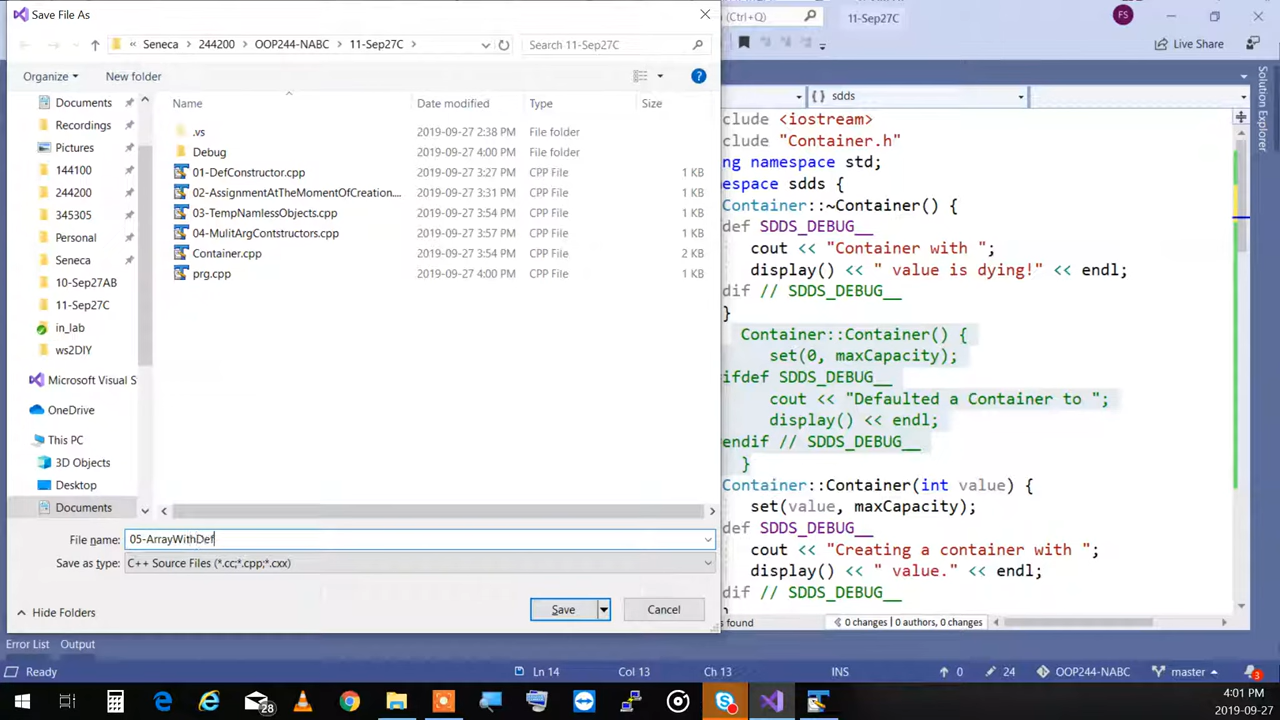 Save File As
« Seneca > 244200 > OOP244-NABC > 11-Sep27C >
Search 11-Sep27C
Organize
New folder
Name
Date modified
Type
Size
Documents
Recordings
Pictures
144100
244200
345305
Personal
Seneca
10-Sep27AB
11-Sep27C
in_lab
ws2DIY
Microsoft Visual S
OneDrive
This PC
3D Objects
Desktop
Documents
.vs 2019-09-27 2:38 PM File folder
Debug 2019-09-27 4:00 PM File folder
01-DefConstructor.cpp 2019-09-27 3:27 PM CPP File 1 KB
02-AssignmentAtTheMomentOfCreation.... 2019-09-27 3:31 PM CPP File 1 KB
03-TempNamlessObjects.cpp 2019-09-27 3:54 PM CPP File 1 KB
04-MulitArgContstructors.cpp 2019-09-27 3:57 PM CPP File 1 KB
Container.cpp 2019-09-27 3:54 PM CPP File 2 KB
prg.cpp 2019-09-27 4:00 PM CPP File 1 KB
File name: 05-ArrayWithDef
Save as type: C++ Source Files (*.cc;*.cpp;*.cxx)
Hide Folders
Save
Cancel
(Ctrl+Q)
11-Sep27C
FS
Live Share
{} sdds
Solution Explorer
clude <iostream>
clude "Container.h"
ng namespace std;
espace sdds {
Container::~Container() {
def SDDS_DEBUG__
cout << "Container with ";
display() << " value is dying!" << endl;
dif // SDDS_DEBUG__
}
Container::Container() {
set(0, maxCapacity);
ifdef SDDS_DEBUG__
cout << "Defaulted a Container to ";
display() << endl;
endif // SDDS_DEBUG__
}
Container::Container(int value) {
set(value, maxCapacity);
def SDDS_DEBUG__
cout << "Creating a container with ";
display() << " value." << endl;
dif // SDDS_DEBUG__
s found
0 changes | 0 authors, 0 changes
Error List Output
Ready
Ln 14
Col 13
Ch 13
INS
0
24
OOP244-NABC
master
3
28
4:01 PM
2019-09-27